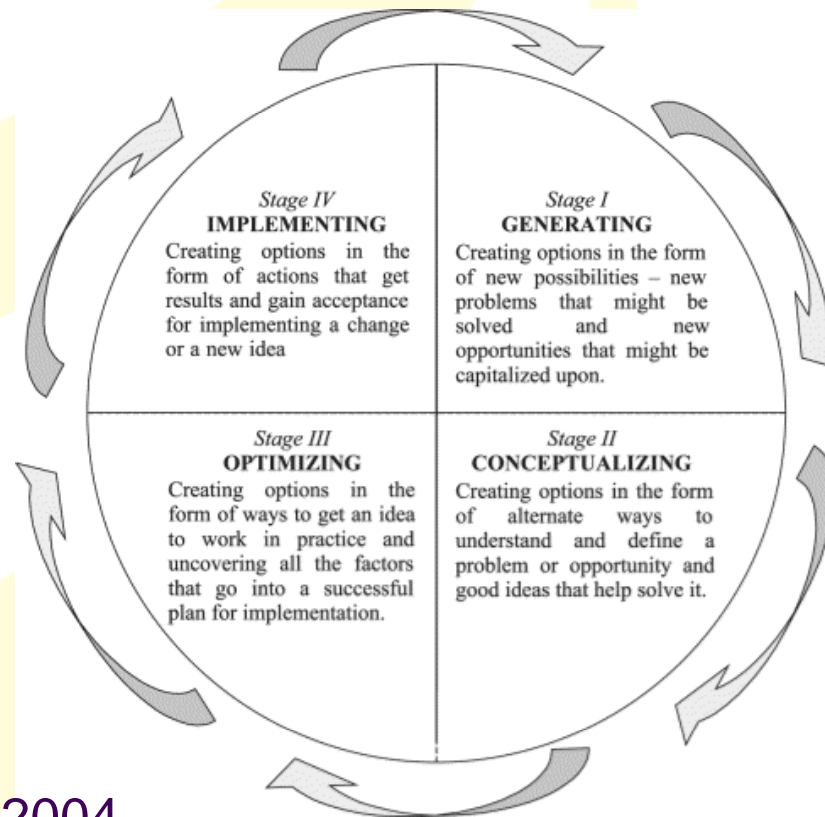 Stage IV
IMPLEMENTING
Creating options in the
form of actions that get
results and gain acceptance
for implementing a change
or a new idea
Stage I
GENERATING
Creating options in the form
of new possibilities – new
problems that might be
solved and new
opportunities that might be
capitalized upon.
Stage III
OPTIMIZING
Creating options in the
form of ways to get an idea
to work in practice and
uncovering all the factors
that go into a successful
plan for implementation.
Stage II
CONCEPTUALIZING
Creating options in the form
of alternate ways to
understand and define a
problem or opportunity and
good ideas that help solve it.
2004